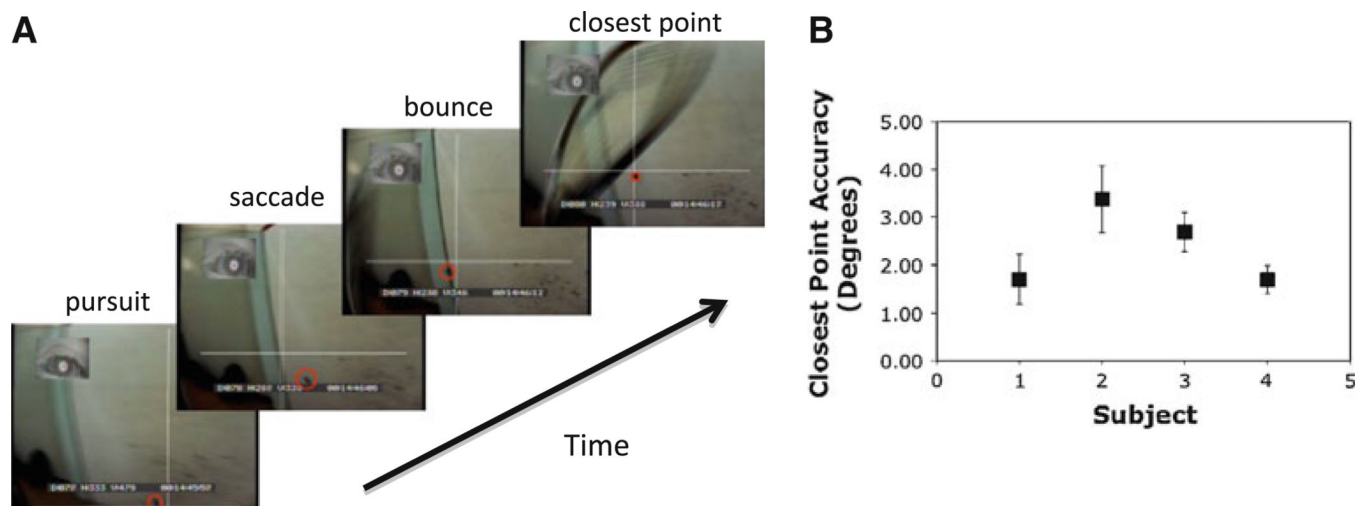 A
closest point
bounce
saccade
pursuit
Time
B
Closest Point Accuracy
(Degrees)
5.00
4.00
3.00
2.00
1.00
0.00
0 1 2 3 4 5
Subject